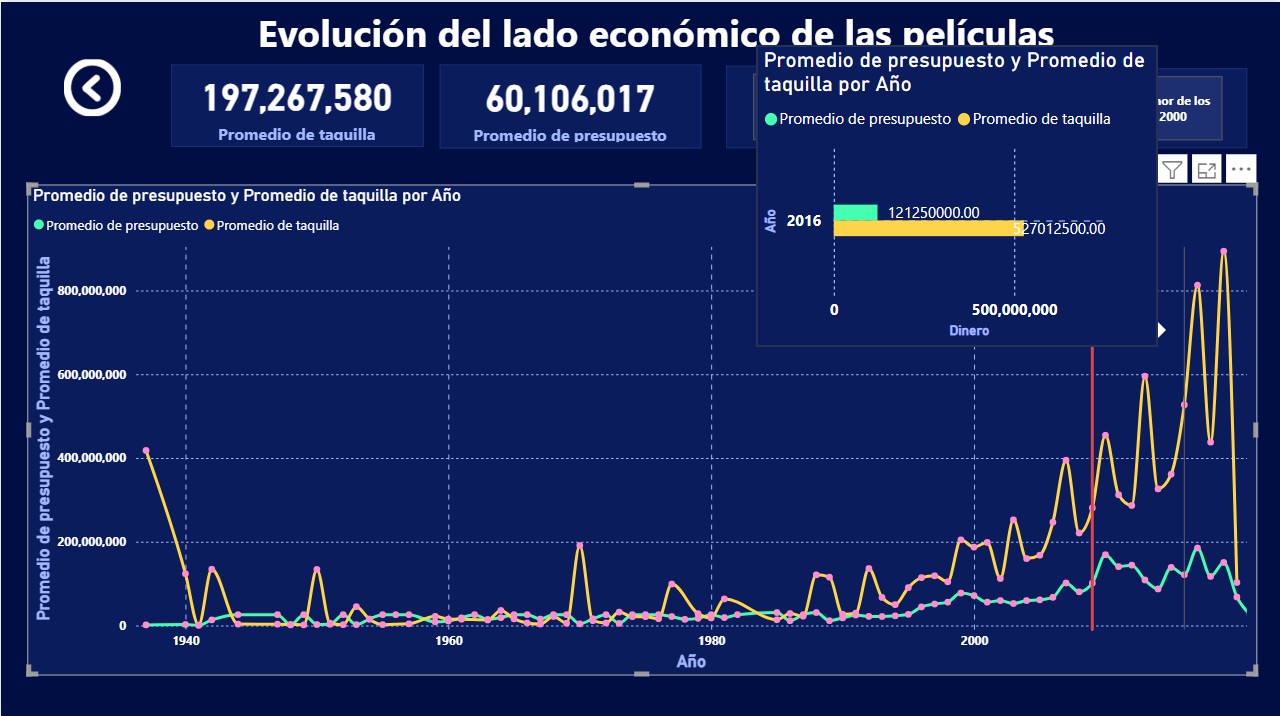 Evolución del lado económico de las películas
197,267,580
Promedio de taquilla
60,106,017
Promedio de presupuesto
de los
2000
Promedio de presupuesto y Promedio de
taquilla por Año
Promedio de presupuesto Promedio de taquilla
Año
2016
121250000.00
527012500.00
0 500,000,000
Dinero
Promedio de presupuesto y Promedio de taquilla por Año
Promedio de presupuesto Promedio de taquilla
Promedio de presupuesto y Promedio de taquilla
800,000,000
600,000,000
400,000,000
200,000,000
0
1940 1960 1980 2000
Año